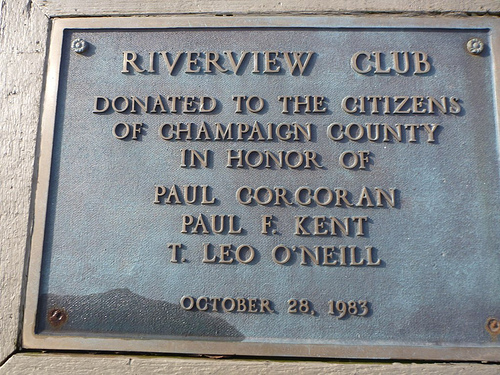 RIVERVIEW CLUB
DONATED TO THE CITIZENS
OF CHAMPAIGN COUNTY
IN HONOR OF
PAUL CORCORAN
PAUL F. KENT
T. LEO O'NEILL
OCTOBER 28, 1983